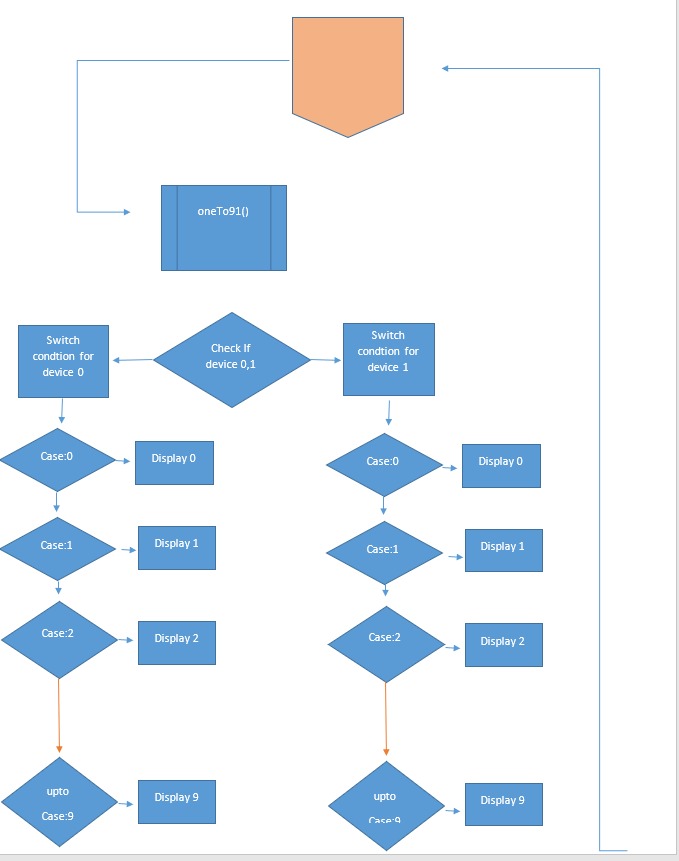 oneTo91()
Switch
condtion for
device 0
Check If
device 0,1
Switch
condtion for
device 1
Case:0
Display 0
Case:0
Display 0
Case:1
Display 1
Case:1
Display 1
Case:2
Display 2
Case:2
Display 2
upto
Case:9
Display 9
upto
Case:9
Display 9